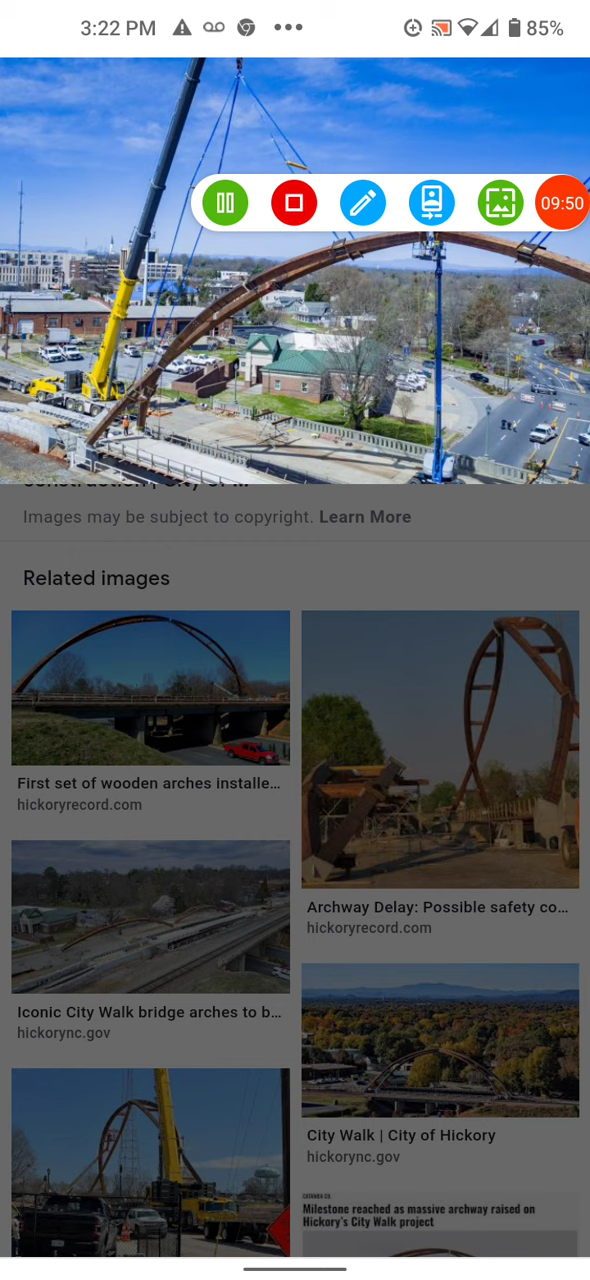 3:22 PM
85%
09:50
Images may be subject to copyright. Learn More
Related images
First set of wooden arches installe...
hickoryrecord.com
Archway Delay: Possible safety co...
hickoryrecord.com
Iconic City Walk bridge arches to b...
hickorync.gov
City Walk | City of Hickory
hickorync.gov
CATAWBA CO.
Milestone reached as massive archway raised on
Hickory's City Walk project